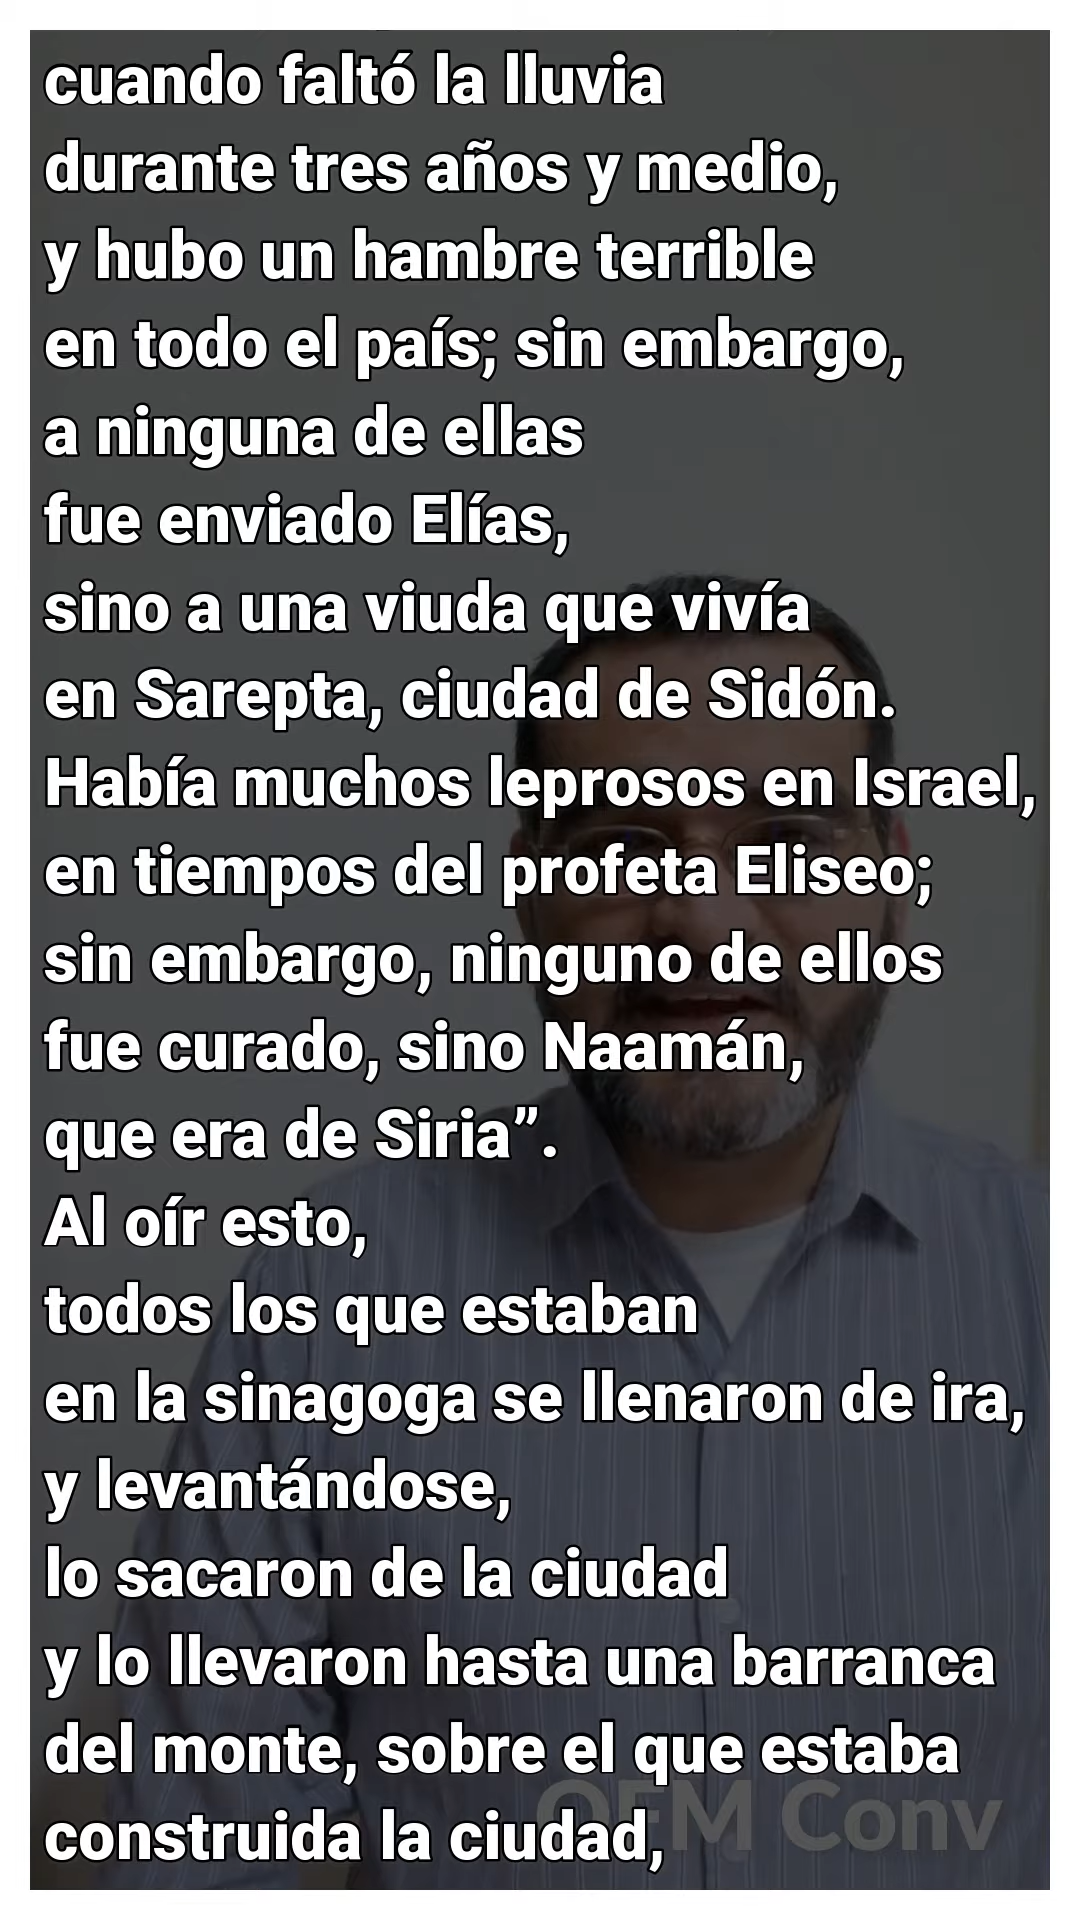 cuando faltó la lluvia
durante tres años y medio,
y hubo un hambre terrible
en todo el país; sin embargo,
a ninguna de ellas
fue enviado Elías,
sino a una viuda que vivía
en Sarepta, ciudad de Sidón.
Había muchos leprosos en Israel,
en tiempos del profeta Eliseo;
sin embargo, ninguno de ellos
fue curado, sino Naamán,
que era de Siria”.
Al oír esto,
todos los que estaban
en la sinagoga se llenaron de ira,
y levantándose,
lo sacaron de la ciudad
y lo llevaron hasta una barranca
del monte, sobre el que estaba
construida la ciudad,
OFM Conv